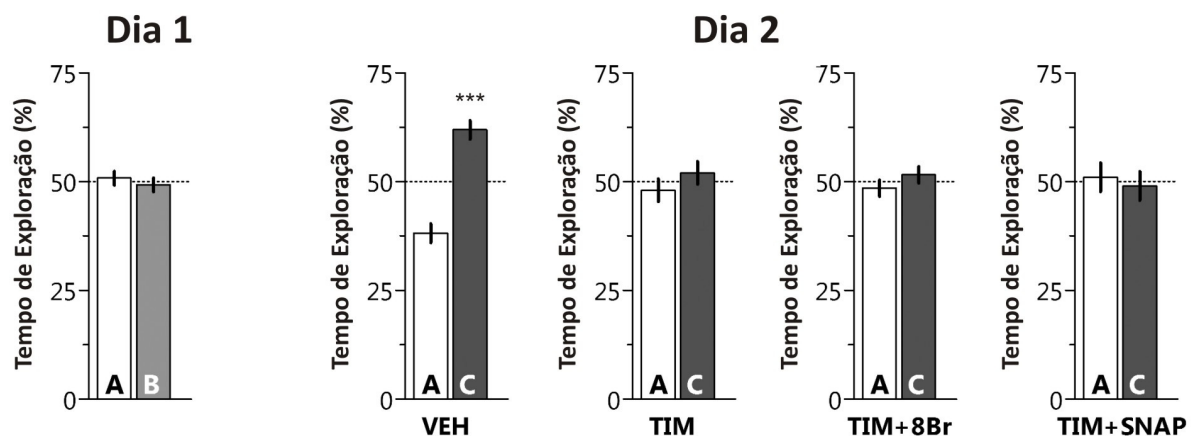 Dia 1
Dia 2
Tempo de Exploração (%)
75
50
25
0
A B
Tempo de Exploração (%)
75
50
25
0
***
A C
VEH
Tempo de Exploração (%)
75
50
25
0
A C
TIM
Tempo de Exploração (%)
75
50
25
0
A C
TIM+8Br
Tempo de Exploração (%)
75
50
25
0
A C
TIM+SNAP